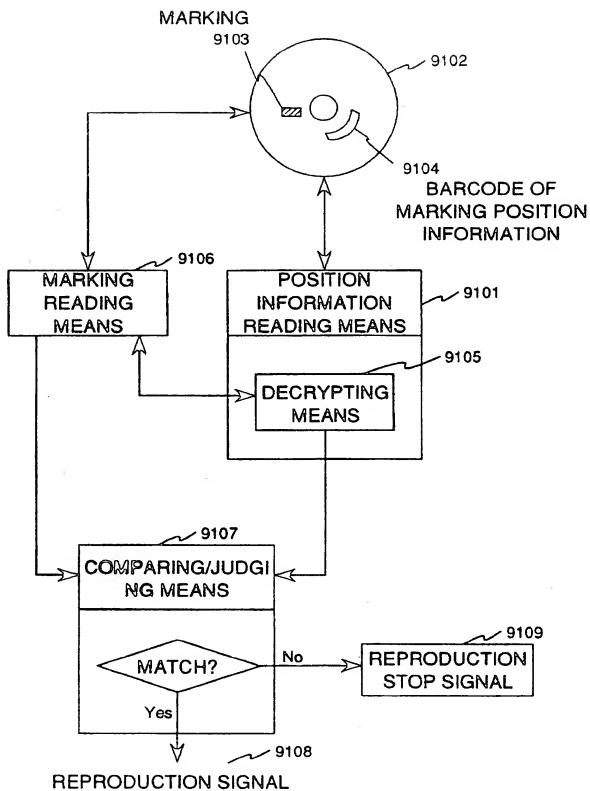 MARKING
9103
9102
9104
BARCODE OF
MARKING POSITION
INFORMATION
9106
MARKING
READING
MEANS
POSITION
INFORMATION
READING MEANS
9101
9105
DECRYPTING
MEANS
9107
COMPARING/JUDGI
NG MEANS
MATCH?
No
Yes
9109
REPRODUCTION
STOP SIGNAL
9108
REPRODUCTION SIGNAL